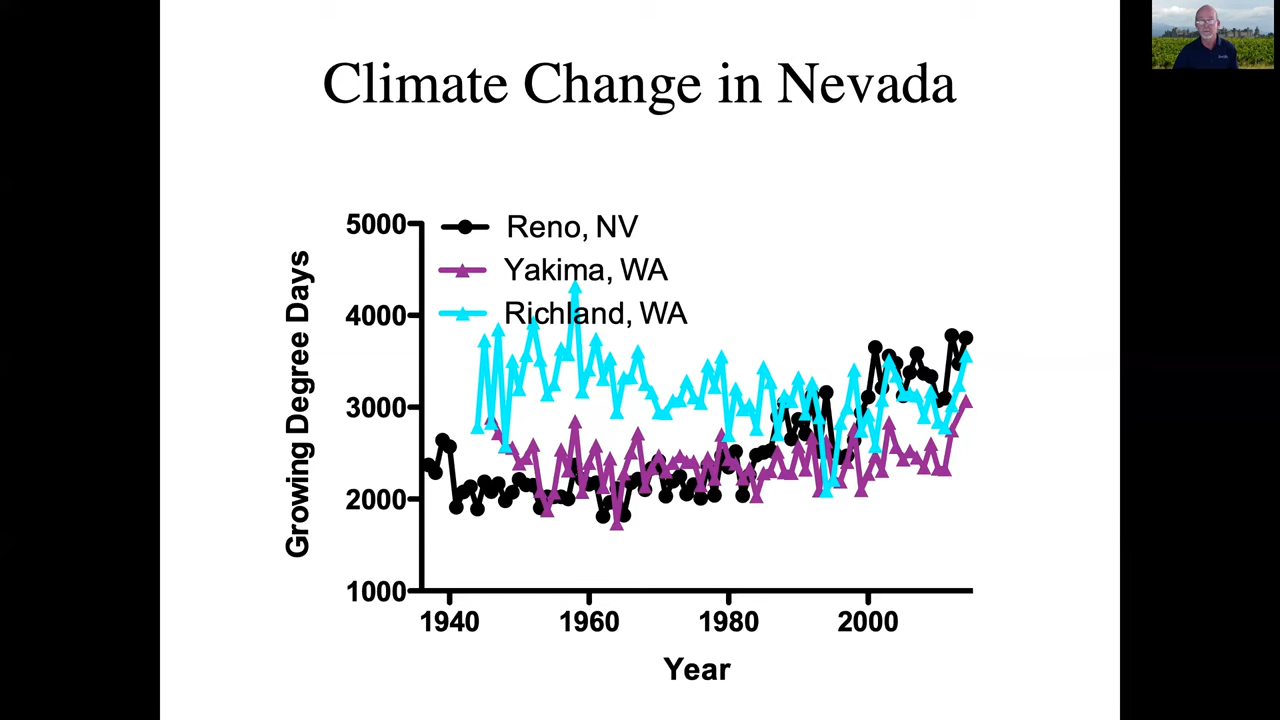 Climate Change in Nevada
5000
4000
3000
2000
1000
Growing Degree Days
Reno, NV
Yakima, WA
Richland, WA
1940
1960
1980
2000
Year